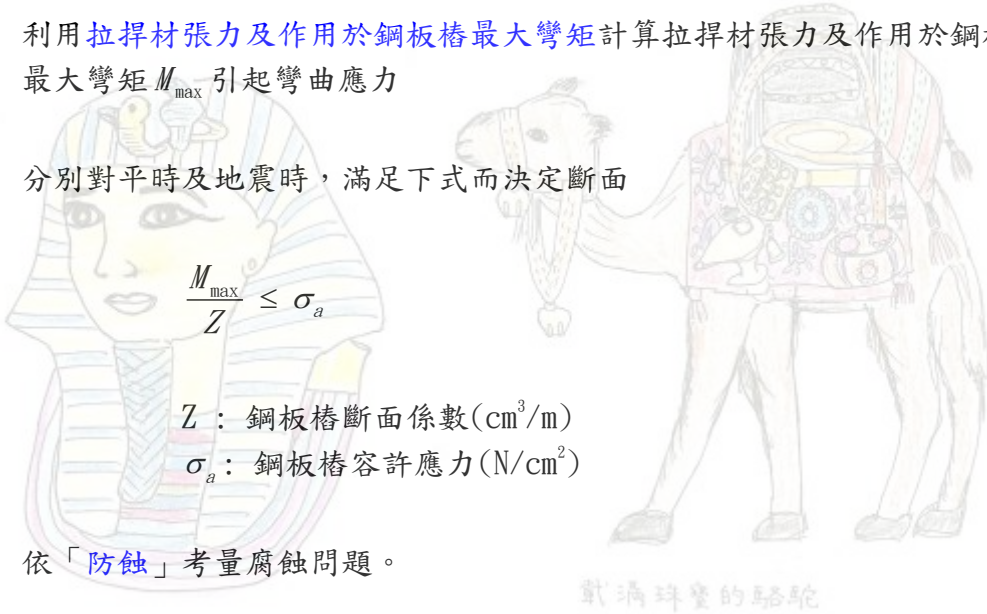 利用拉捍材張力及作用於鋼板樁最大彎矩計算拉捍材張力及作用於鋼板
最大彎矩 M_max 引起彎曲應力
分別對平時及地震時，滿足下式而決定斷面
M_max / Z ≤ σ_a
Z : 鋼板樁斷面係數(cm³/m)
σ_a : 鋼板樁容許應力(N/cm²)
依「防蝕」考量腐蝕問題。
戴滿珠寶的駱駝